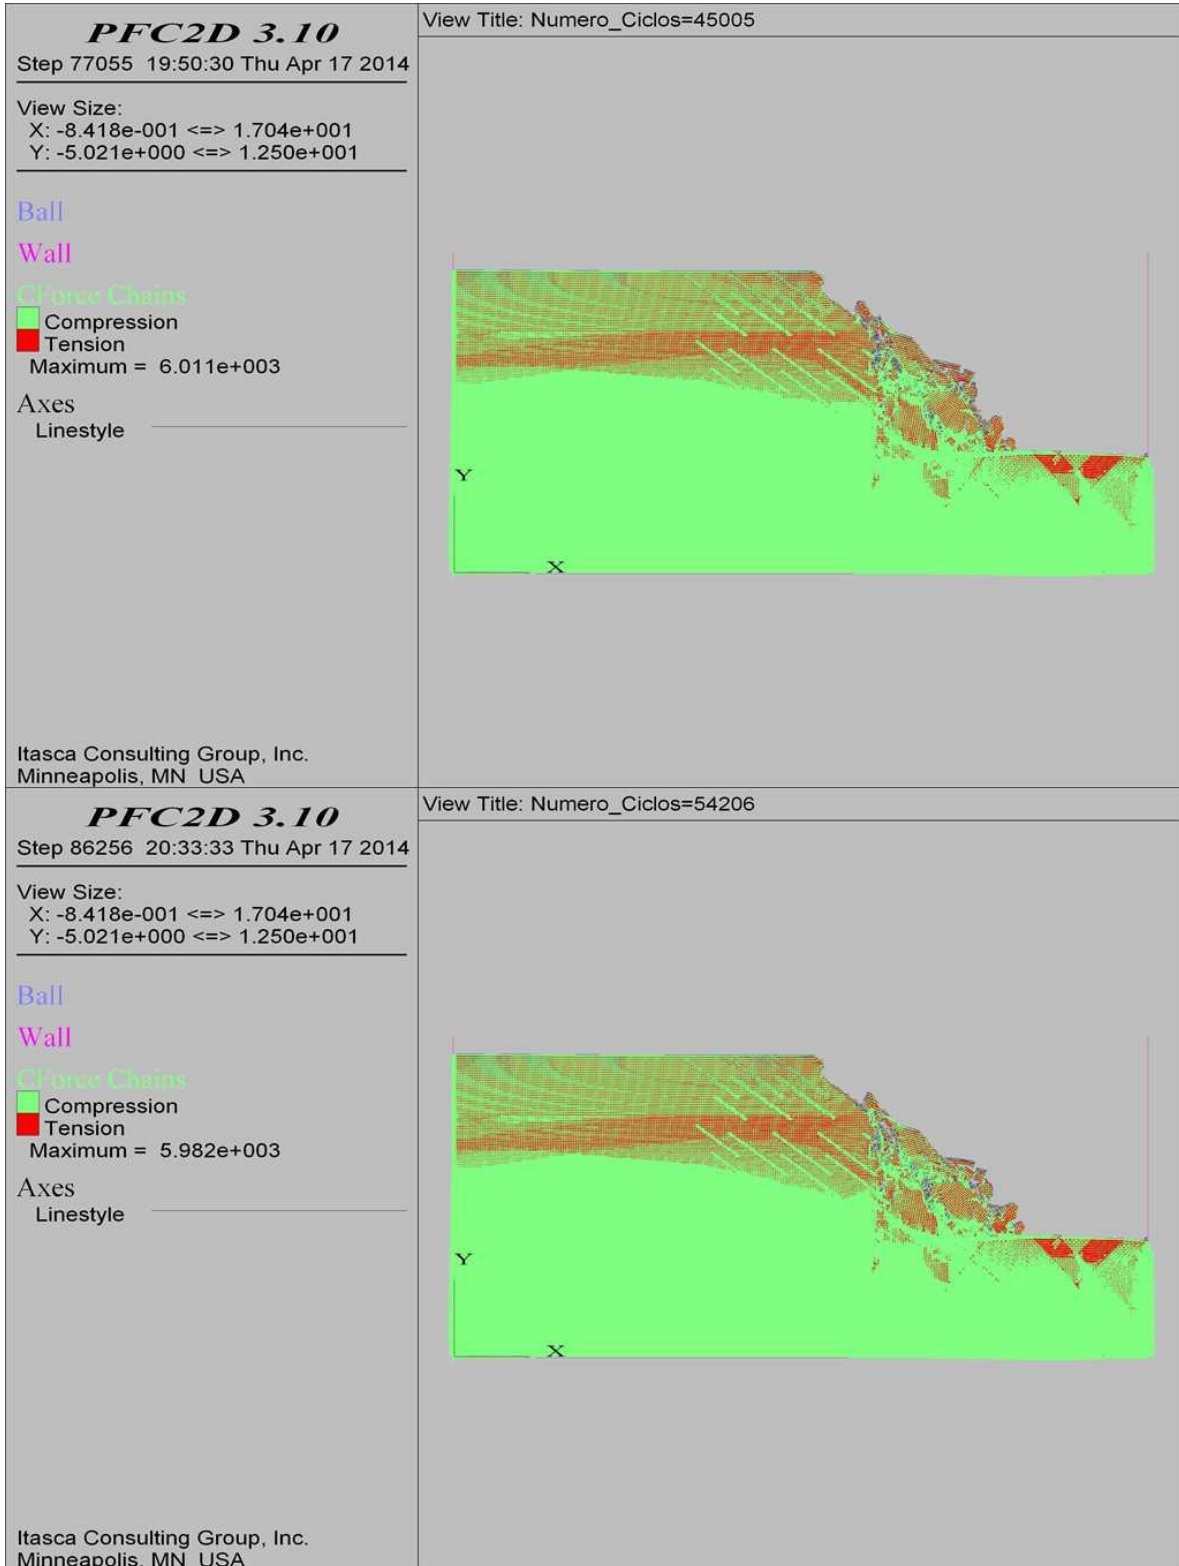 PFC2D 3.10
Step 77055  19:50:30 Thu Apr 17 2014
View Size:
X: -8.418e-001 <=> 1.704e+001
Y: -5.021e+000 <=> 1.250e+001
Ball
Wall
CForce Chains
Compression
Tension
Maximum =  6.011e+003
Axes
Linestyle
Itasca Consulting Group, Inc.
Minneapolis, MN  USA
View Title: Numero_Ciclos=45005
Y
X
PFC2D 3.10
Step 86256  20:33:33 Thu Apr 17 2014
View Size:
X: -8.418e-001 <=> 1.704e+001
Y: -5.021e+000 <=> 1.250e+001
Ball
Wall
CForce Chains
Compression
Tension
Maximum =  5.982e+003
Axes
Linestyle
Itasca Consulting Group, Inc.
Minneapolis, MN  USA
View Title: Numero_Ciclos=54206
Y
X